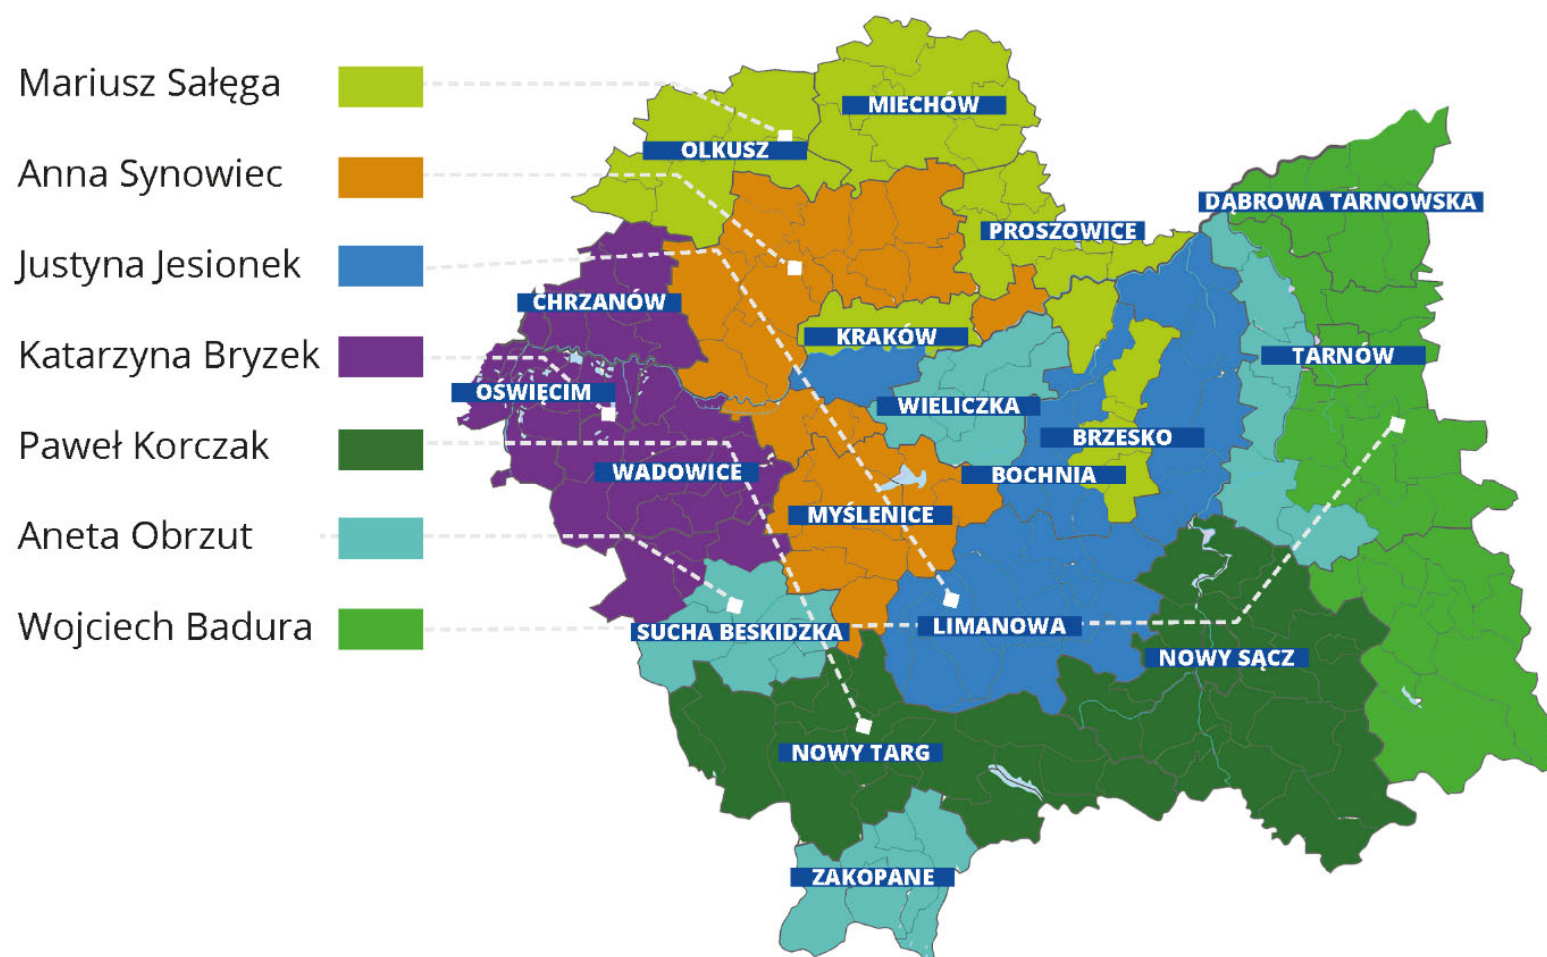 Mariusz Sałęga
Anna Synowiec
Justyna Jesionek
Katarzyna Bryzek
Paweł Korczak
Aneta Obrzut
Wojciech Badura
MIECHÓW
OLKUSZ
DĄBROWA TARNOWSKA
PROSZOWICE
CHRZANÓW
KRAKÓW
TARNÓW
OŚWIĘCIM
WIELICZKA
BRZESKO
WADOWICE
BOCHNIA
MYŚLENICE
SUCHA BESKIDZKA
LIMANOWA
NOWY SĄCZ
NOWY TARG
ZAKOPANE